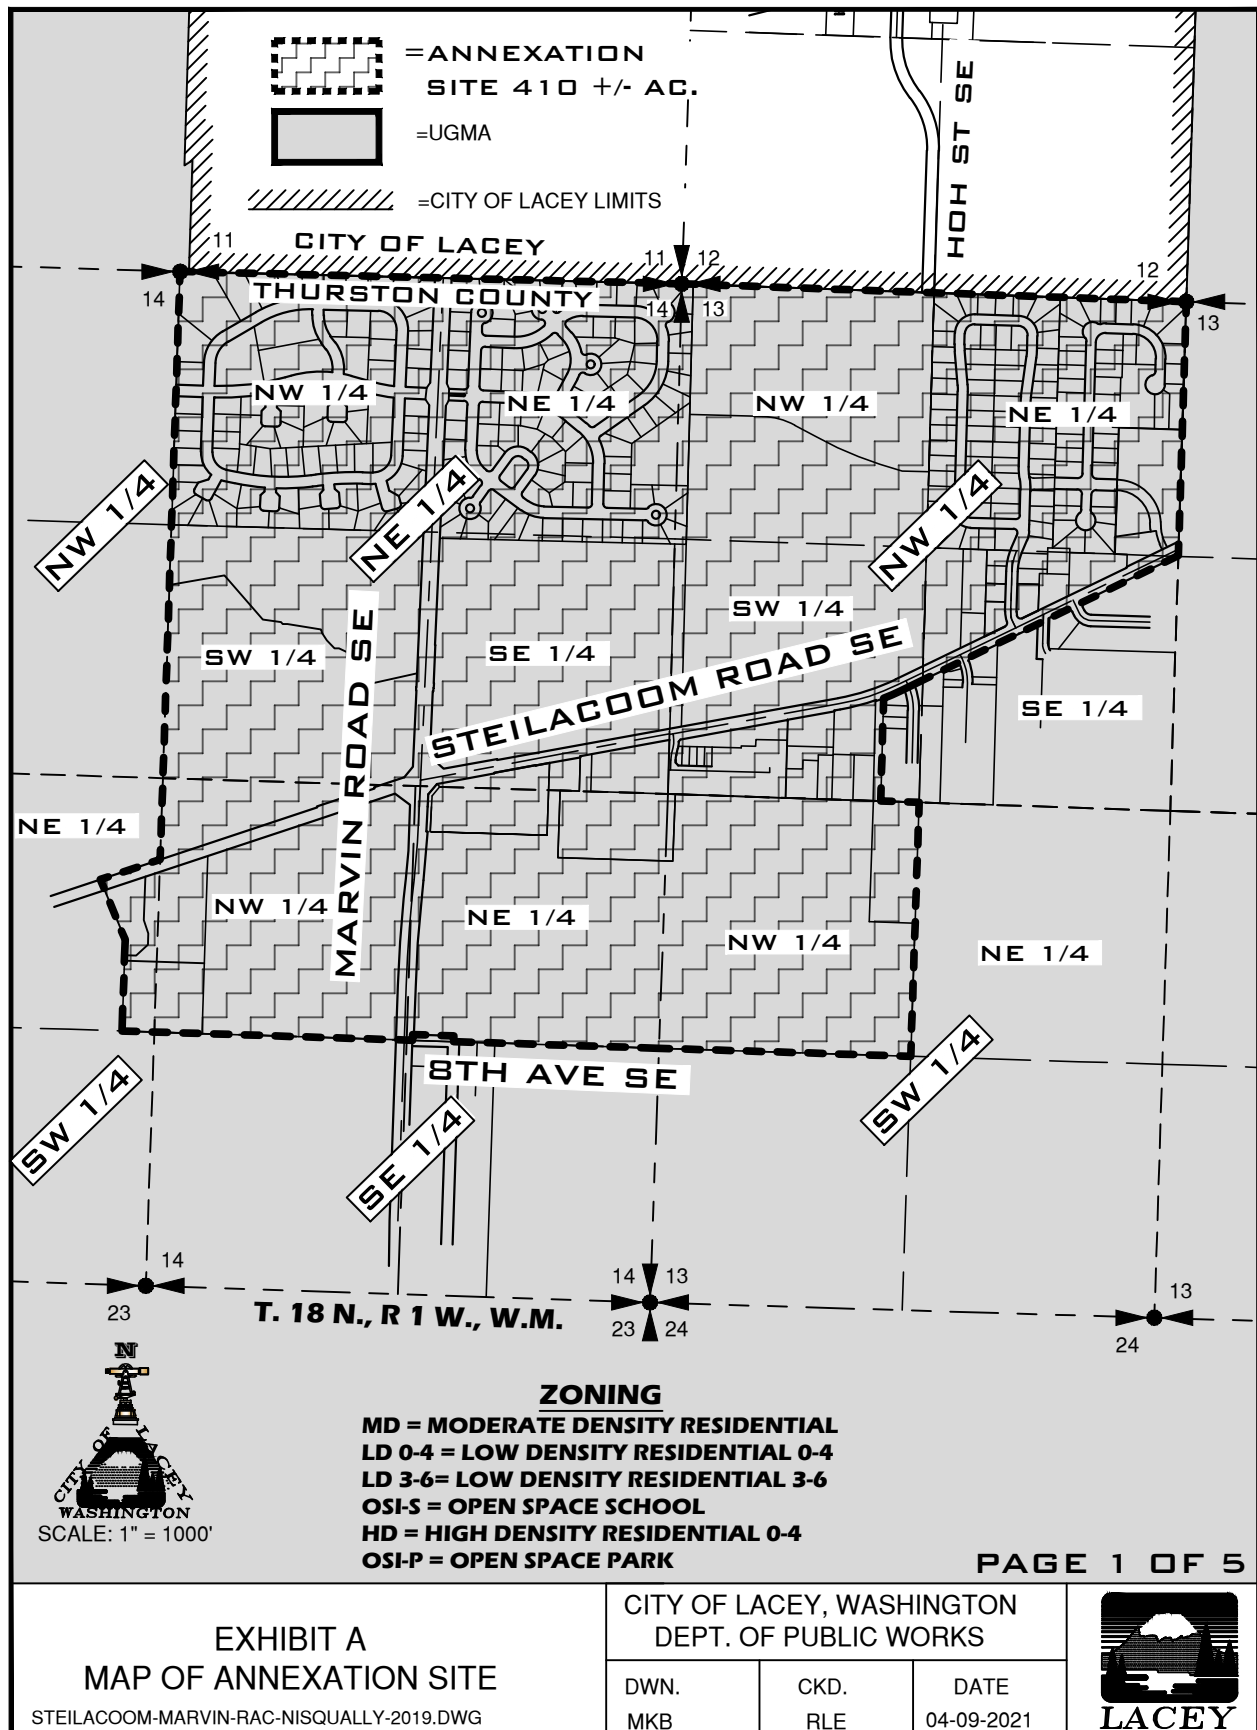 =ANNEXATION
SITE 410 +/- AC.
=UGMA
=CITY OF LACEY LIMITS
HOH ST SE
11
CITY OF LACEY
11
12
12
14
THURSTON COUNTY
14
13
13
NW 1/4
NE 1/4
NW 1/4
NE 1/4
NW 1/4
NE 1/4
NW 1/4
SW 1/4
SW 1/4
SE 1/4
SE 1/4
MARVIN ROAD SE
STEILACOOM ROAD SE
NE 1/4
NW 1/4
NE 1/4
NW 1/4
NE 1/4
8TH AVE SE
SW 1/4
SE 1/4
SW 1/4
14
14
13
13
23
T. 18 N., R 1 W., W.M.
23
24
24
N
CITY OF LACEY
WASHINGTON
SCALE: 1" = 1000'
ZONING
MD = MODERATE DENSITY RESIDENTIAL
LD 0-4 = LOW DENSITY RESIDENTIAL 0-4
LD 3-6= LOW DENSITY RESIDENTIAL 3-6
OSI-S = OPEN SPACE SCHOOL
HD = HIGH DENSITY RESIDENTIAL 0-4
OSI-P = OPEN SPACE PARK
PAGE 1 OF 5
EXHIBIT A
MAP OF ANNEXATION SITE
STEILACOOM-MARVIN-RAC-NISQUALLY-2019.DWG
CITY OF LACEY, WASHINGTON
DEPT. OF PUBLIC WORKS
DWN.
MKB
CKD.
RLE
DATE
04-09-2021
LACEY